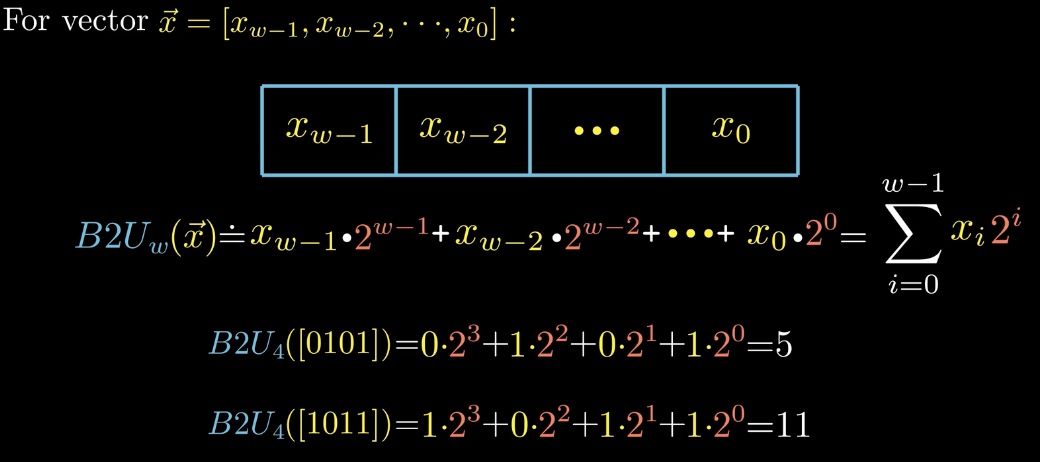 For vector x⃗ = [x_{w−1}, x_{w−2}, · · ·, x_0] :
x_{w−1} x_{w−2} ••• x_0
B2U_w(x⃗)≐x_{w−1}•2^{w−1}+x_{w−2}•2^{w−2}+•••+ x_0•2^0= ∑_{i=0}^{w−1} x_i 2^i
B2U_4([0101])=0·2^3+1·2^2+0·2^1+1·2^0=5
B2U_4([1011])=1·2^3+0·2^2+1·2^1+1·2^0=11